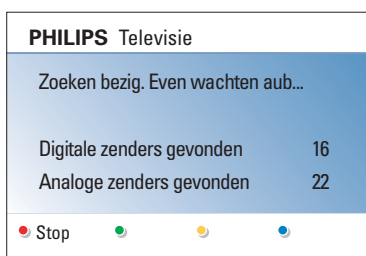 PHILIPS Televisie
Zoeken bezig. Even wachten aub...
Digitale zenders gevonden 16
Analoge zenders gevonden 22
Stop